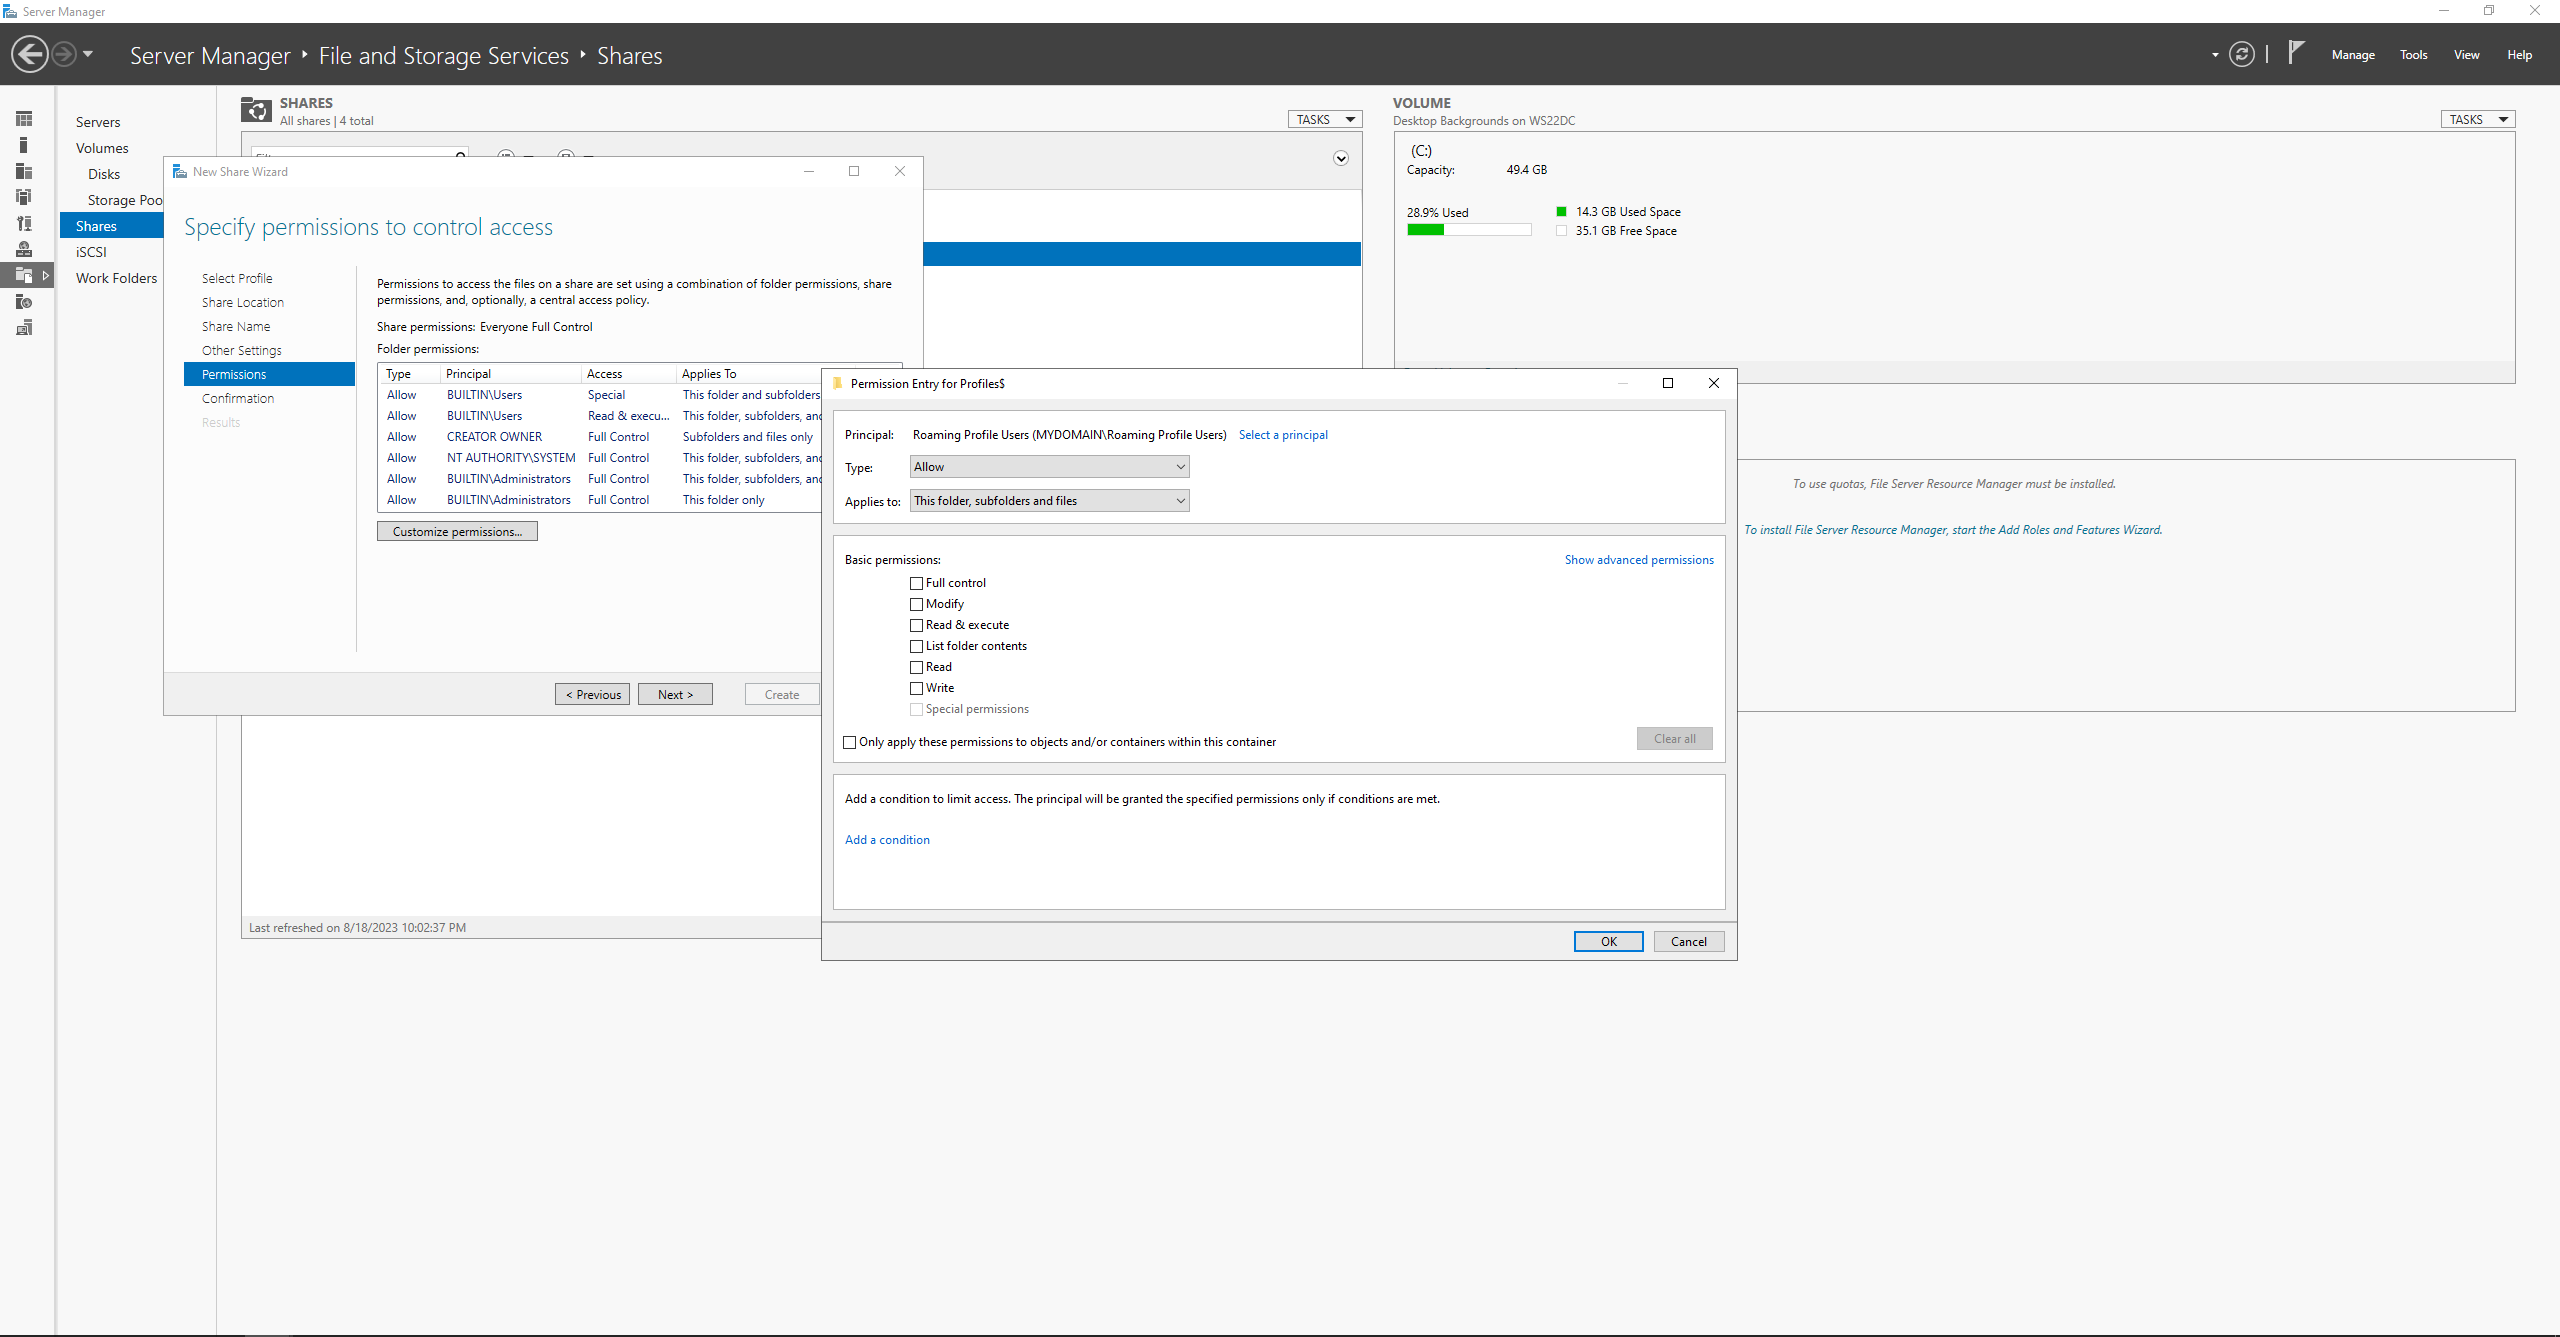 Server Manager
Server Manager ‣ File and Storage Services ‣ Shares
Manage Tools View Help
Servers
Volumes
Disks
Storage Poo
Shares
iSCSI
Work Folders
SHARES
All shares | 4 total
TASKS
VOLUME
Desktop Backgrounds on WS22DC
TASKS
(C:)
Capacity: 49.4 GB
28.9% Used
14.3 GB Used Space
35.1 GB Free Space
To use quotas, File Server Resource Manager must be installed.
To install File Server Resource Manager, start the Add Roles and Features Wizard.
Last refreshed on 8/18/2023 10:02:37 PM
New Share Wizard
Specify permissions to control access
Select Profile
Share Location
Share Name
Other Settings
Permissions
Confirmation
Results
Permissions to access the files on a share are set using a combination of folder permissions, share
permissions, and, optionally, a central access policy.
Share permissions: Everyone Full Control
Folder permissions:
Type Principal Access Applies To
Allow BUILTIN\Users Special This folder and subfolders
Allow BUILTIN\Users Read & execu... This folder, subfolders, and
Allow CREATOR OWNER Full Control Subfolders and files only
Allow NT AUTHORITY\SYSTEM Full Control This folder, subfolders, and
Allow BUILTIN\Administrators Full Control This folder, subfolders, and
Allow BUILTIN\Administrators Full Control This folder only
Customize permissions...
< Previous Next > Create
Permission Entry for Profiles$
Principal: Roaming Profile Users (MYDOMAIN\Roaming Profile Users) Select a principal
Type: Allow
Applies to: This folder, subfolders and files
Basic permissions: Show advanced permissions
Full control
Modify
Read & execute
List folder contents
Read
Write
Special permissions
Only apply these permissions to objects and/or containers within this container
Clear all
Add a condition to limit access. The principal will be granted the specified permissions only if conditions are met.
Add a condition
OK Cancel